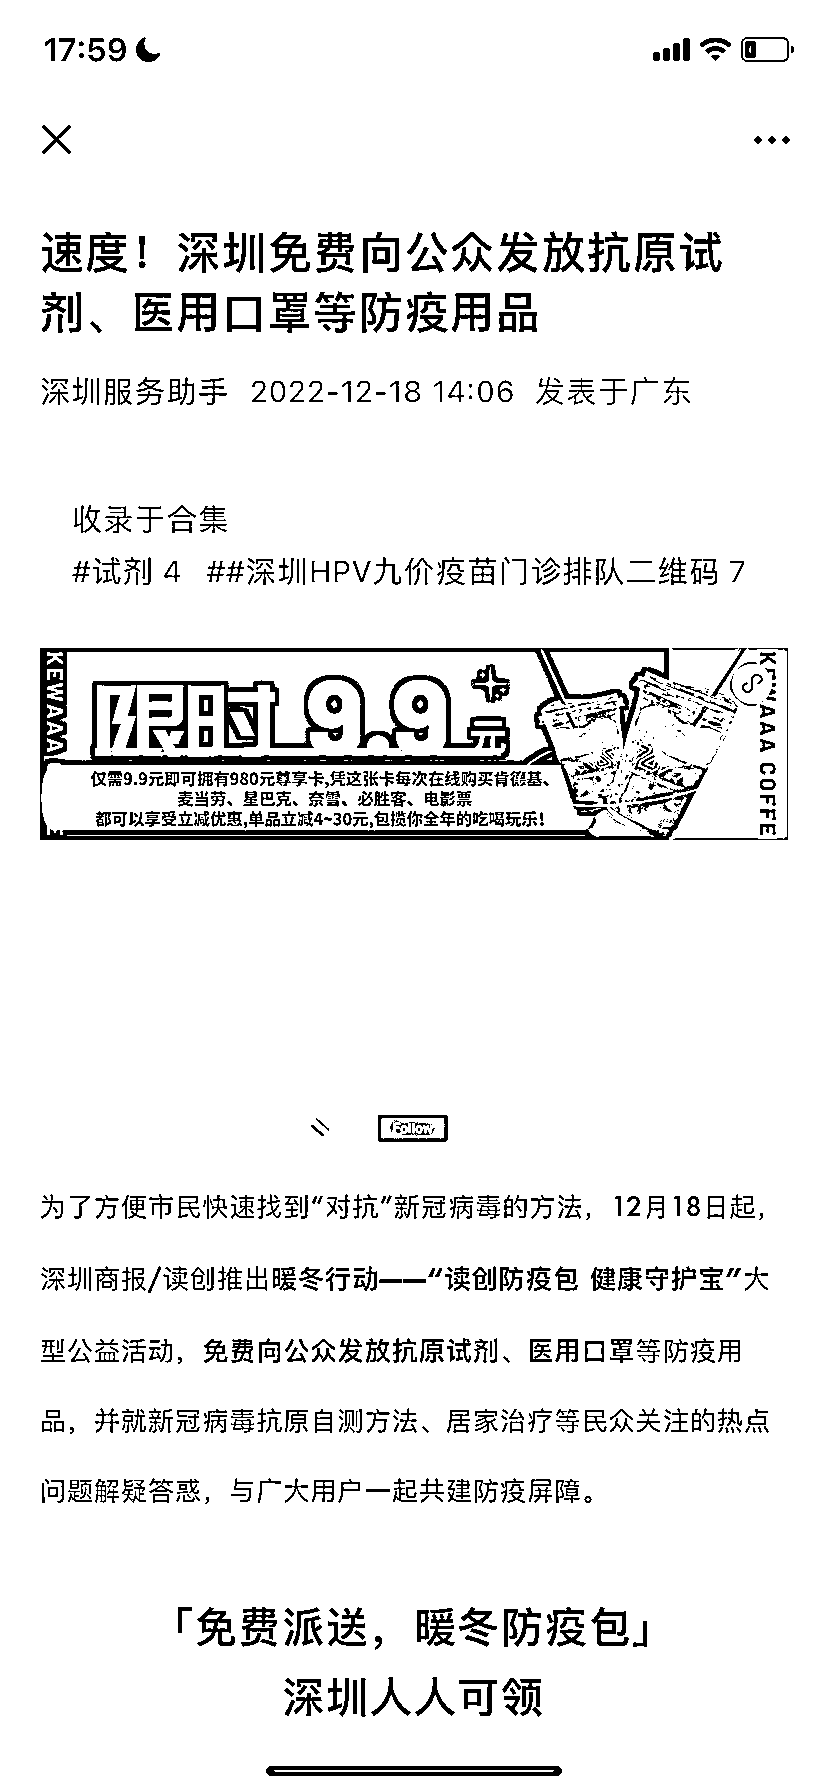 17:59
速度！深圳免费向公众发放抗原试
剂、医用口罩等防疫用品
深圳服务助手 2022-12-18 14:06 发表于广东
收录于合集
#试剂 4 ##深圳HPV九价疫苗门诊排队二维码 7
KEWAAA
限时9.9元
仅需9.9元即可拥有980元尊享卡,凭这张卡每次在线购买肯德基、
麦当劳、星巴克、奈雪、必胜客、电影票
都可以享受立减优惠,单品立减4~30元,包揽你全年的吃喝玩乐!
KEWAAA COFFE
Follow
为了方便市民快速找到“对抗”新冠病毒的方法，12月18日起，
深圳商报/读创推出暖冬行动——“读创防疫包 健康守护宝”大
型公益活动，免费向公众发放抗原试剂、医用口罩等防疫用
品，并就新冠病毒抗原自测方法、居家治疗等民众关注的热点
问题解疑答惑，与广大用户一起共建防疫屏障。
「免费派送，暖冬防疫包」
深圳人人可领